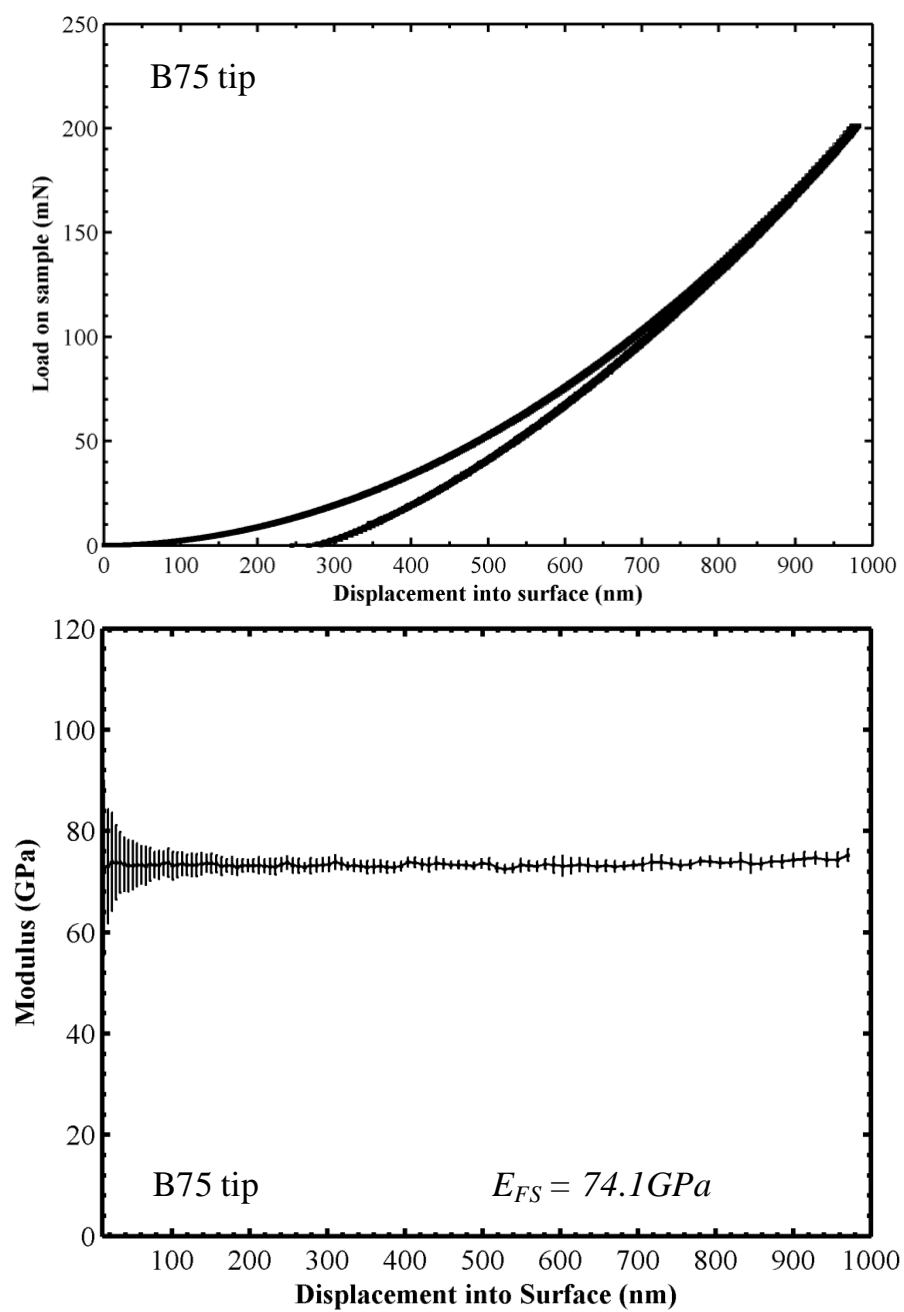 250
B75 tip
200
150
100
50
0
Load on sample (mN)
0 100 200 300 400 500 600 700 800 900 1000
Displacement into surface (nm)
120
100
80
60
40
20
0
Modulus (GPa)
B75 tip
E_FS = 74.1GPa
100 200 300 400 500 600 700 800 900 1000
Displacement into Surface (nm)